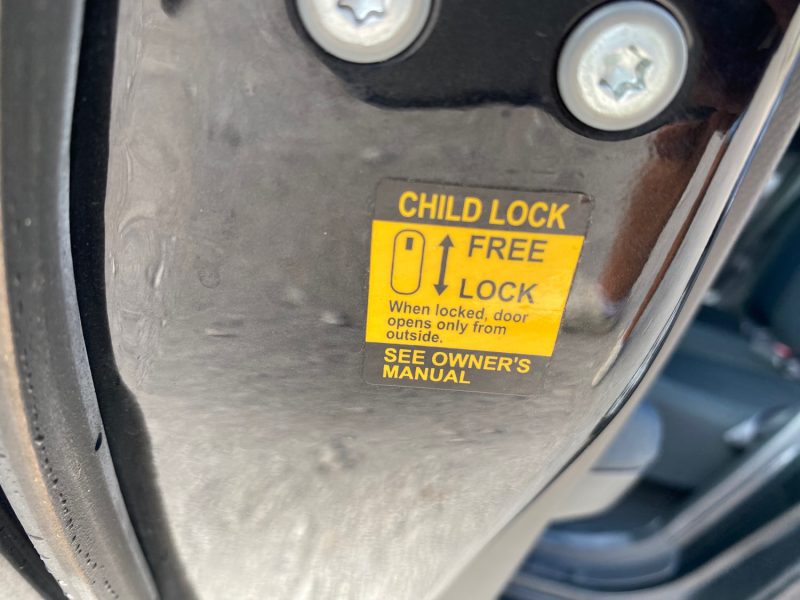 CHILD LOCK
FREE
LOCK
When locked, door
opens only from
outside.
SEE OWNER'S
MANUAL